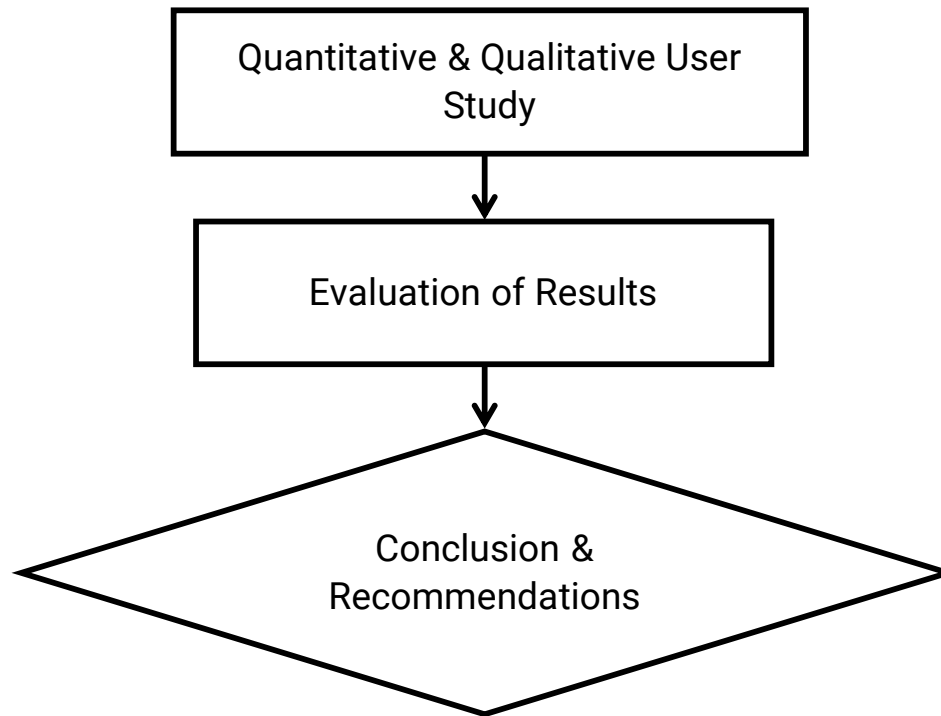 Quantitative & Qualitative User
Study
Evaluation of Results
Conclusion &
Recommendations